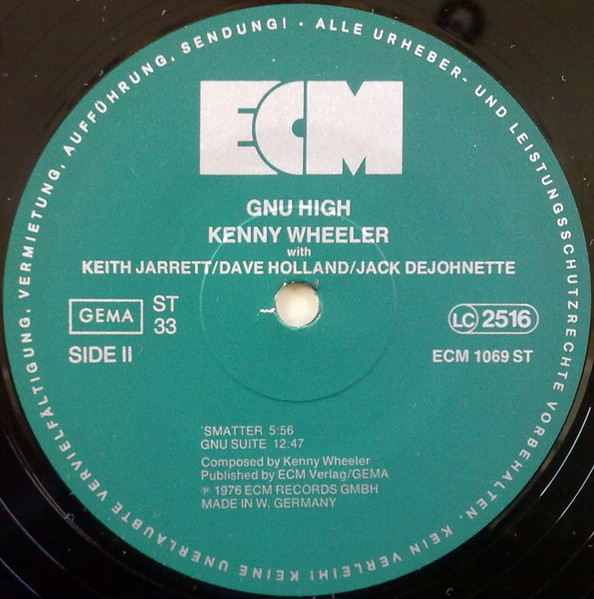 ALLE URHEBER- UND LEISTUNGSSCHUTZRECHTE VORBEHALTEN. KEIN VERLEIH! KEINE UNERLAUBTE VERVIELFÄLTIGUNG, VERMIETUNG, AUFFÜHRUNG, SENDUNG! •
ECM
GNU HIGH
KENNY WHEELER
with
KEITH JARRETT/DAVE HOLLAND/JACK DEJOHNETTE
GEMA
ST
33
LC 2516
SIDE II
ECM 1069 ST
'SMATTER 5:56
GNU SUITE 12:47
Composed by Kenny Wheeler
Published by ECM Verlag/GEMA
℗ 1976 ECM RECORDS GMBH
MADE IN W. GERMANY